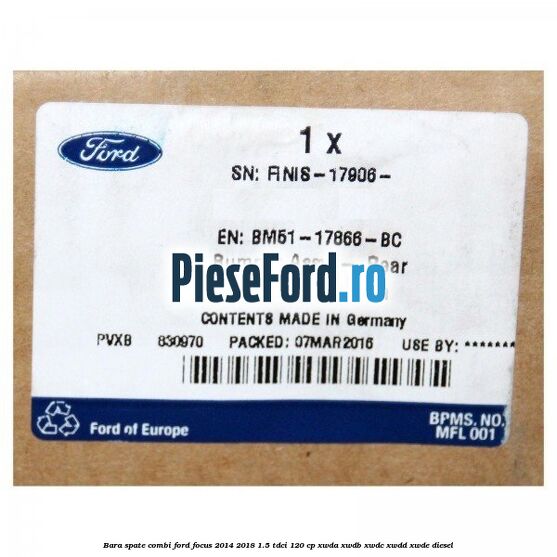 Ford
1 x
SN: FINIS-17906-
EN: BM51-17866-BC
PieseFord.ro
CONTENTS MADE IN Germany
PVXB 830970 PACKED: 07MAR2016 USE BY: *******
Ford of Europe
BPMS. NO.
MFL 001
Bara spate combi ford focus 2014 2018 1.5 tdci 120 cp xwda xwdb xwdc xwdd xwde diesel